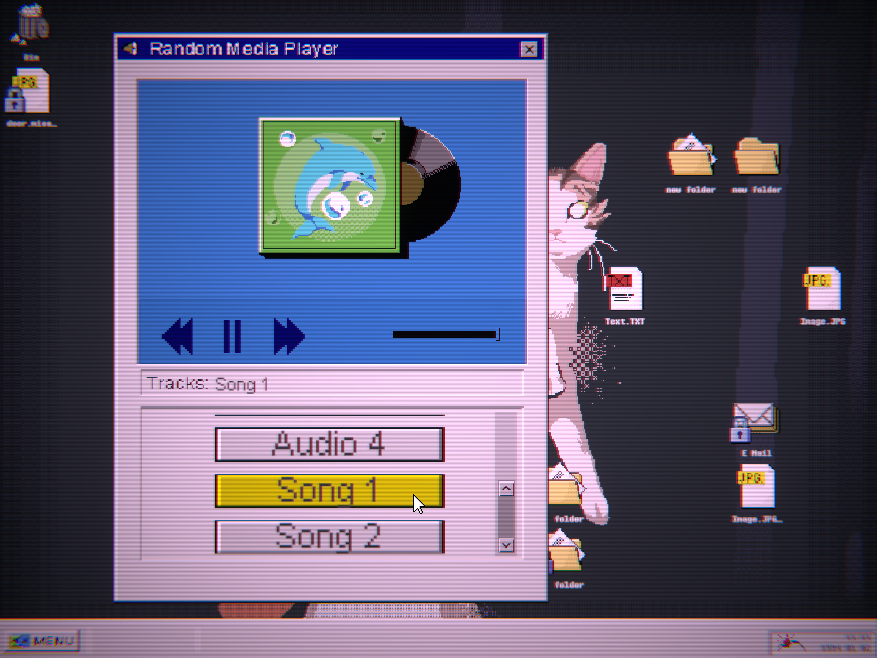 Random Media Player
Bin
JPG.
door.miss…
new folder
new folder
TXT
Text.TXT
JPG.
Image.JPG
Tracks: Song 1
Audio 4
Song 1
Song 2
E Mail
JPG.
Image.JPG…
folder
folder
MENU